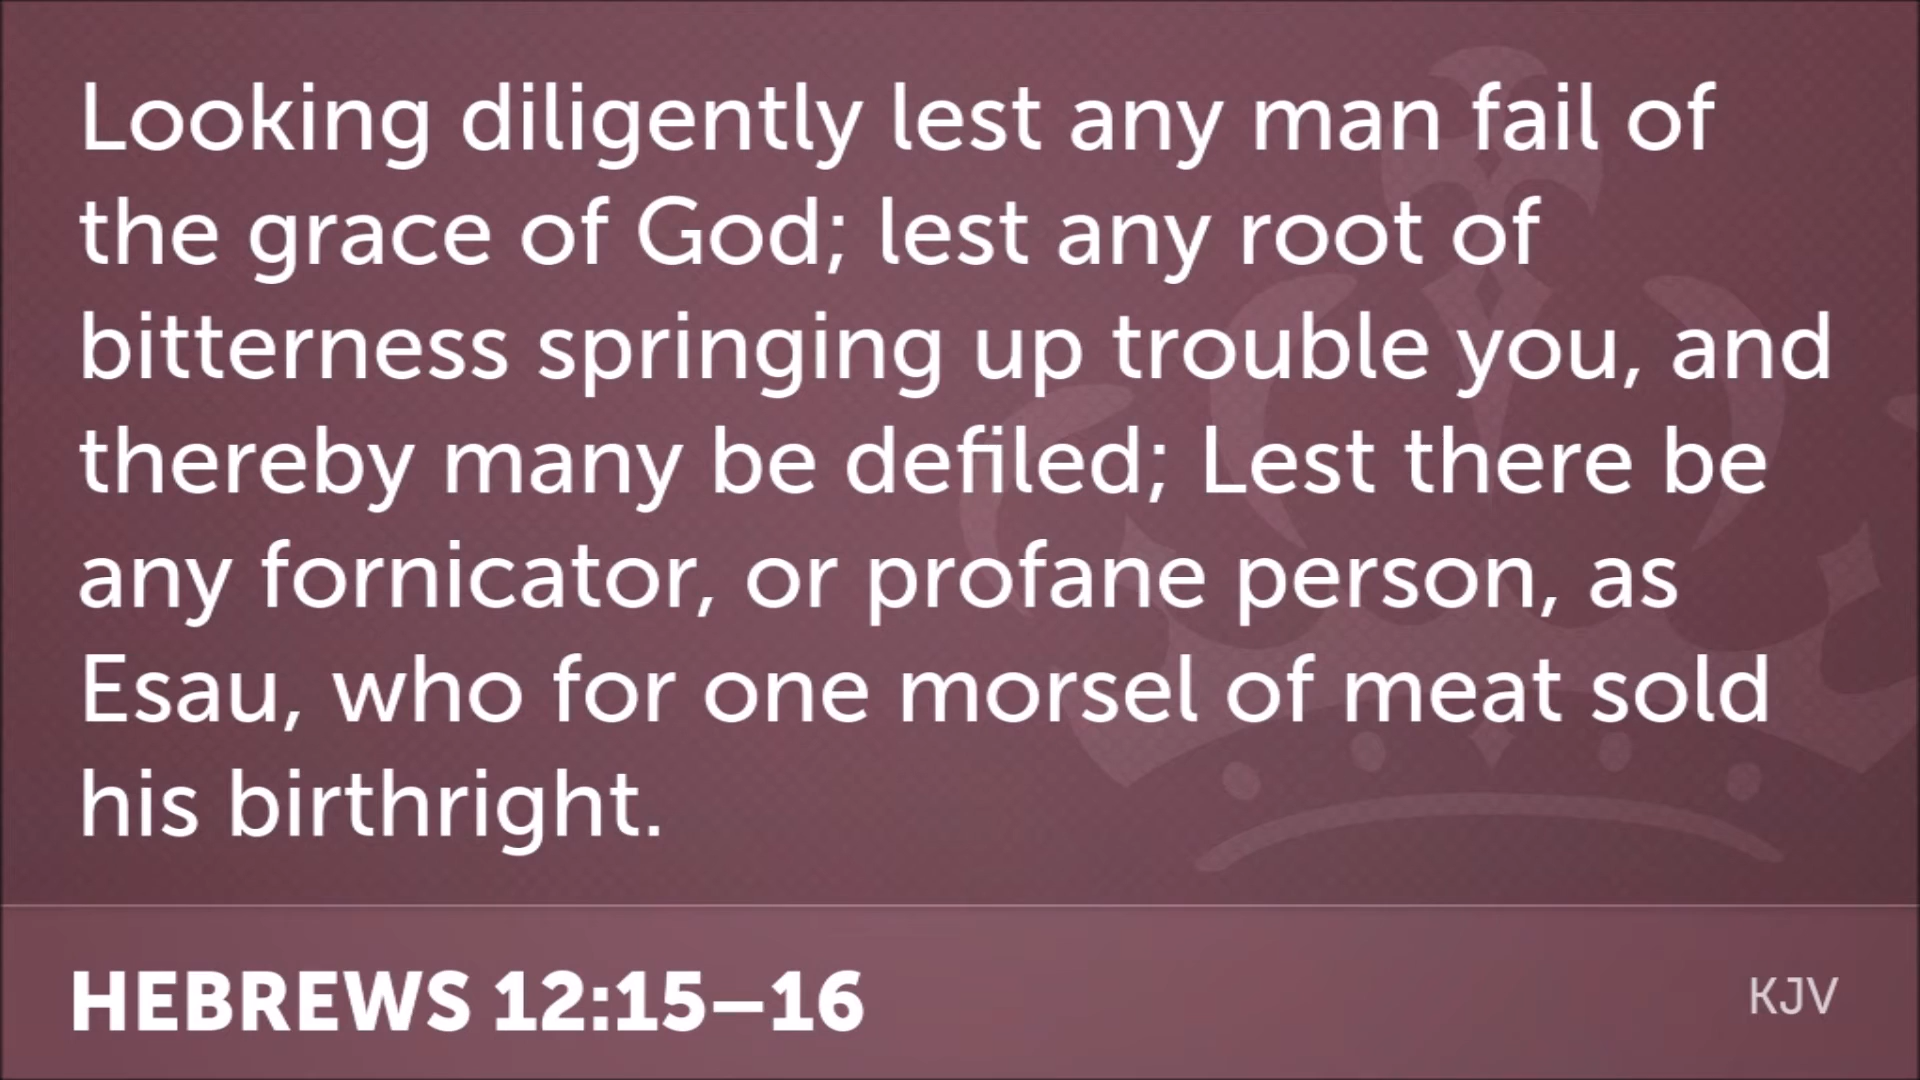 Looking diligently lest any man fail of
the grace of God; lest any root of
bitterness springing up trouble you, and
thereby many be defiled; Lest there be
any fornicator, or profane person, as
Esau, who for one morsel of meat sold
his birthright.
HEBREWS 12:15–16
KJV